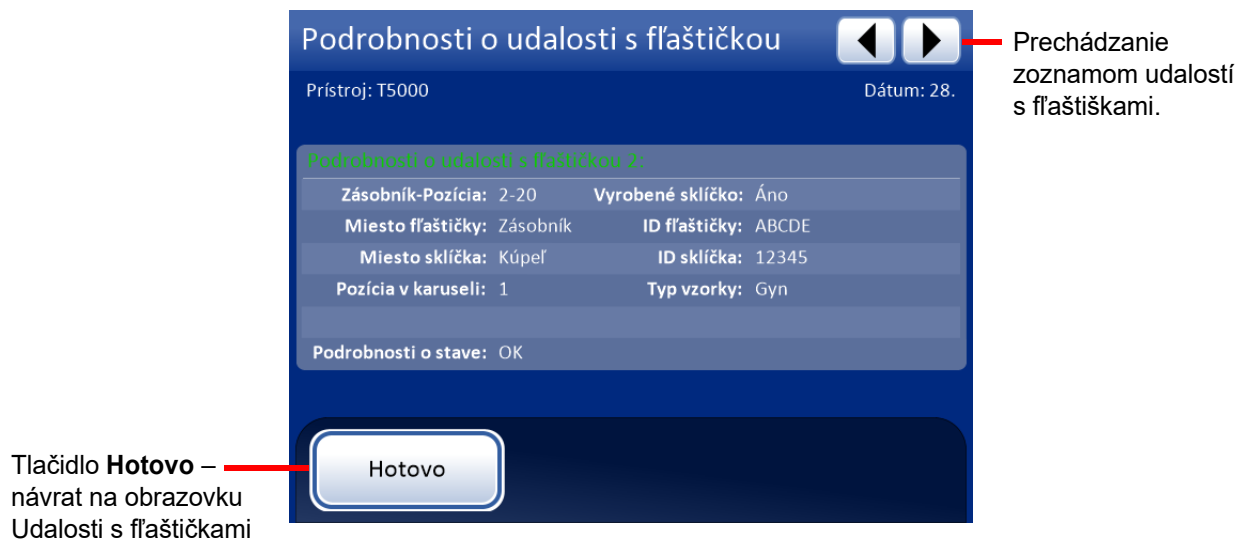 Podrobnosti o udalosti s fľaštičkou
Prístroj: T5000
Dátum: 28.
Podrobnosti o udalosti s fľaštičkou 2:
Zásobník-Pozícia: 2-20 Vyrobené sklíčko: Áno
Miesto fľaštičky: Zásobník ID fľaštičky: ABCDE
Miesto sklíčka: Kúpeľ ID sklíčka: 12345
Pozícia v karuseli: 1 Typ vzorky: Gyn
Podrobnosti o stave: OK
Hotovo
Prechádzanie
zoznamom udalostí
s fľaštiškami.
Tlačidlo Hotovo –
návrat na obrazovku
Udalosti s fľaštičkami